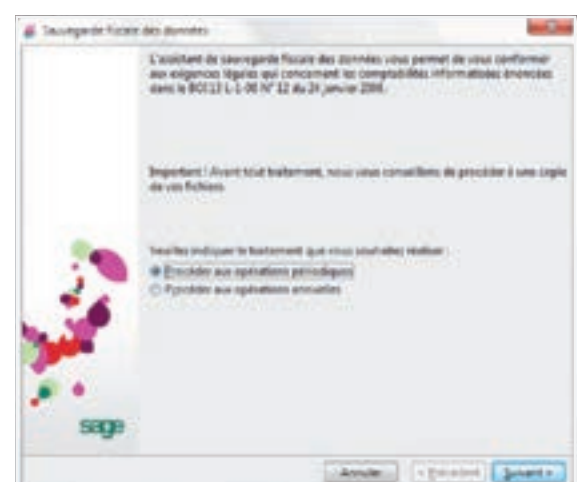 Sauvegarde fiscale des données
L'assistant de sauvegarde fiscale des données vous permet de vous conformer
aux exigences légales qui concernent les comptabilités informatisées énoncées
dans le BOI 13 L-1-06 N° 12 du 24 janvier 2006.
Important ! Avant tout traitement, nous vous conseillons de procéder à une copie
de vos fichiers.
Veuillez indiquer le traitement que vous souhaitez réaliser :
Procéder aux opérations périodiques
Procéder aux opérations annuelles
sage
Annuler < Précédent Suivant >